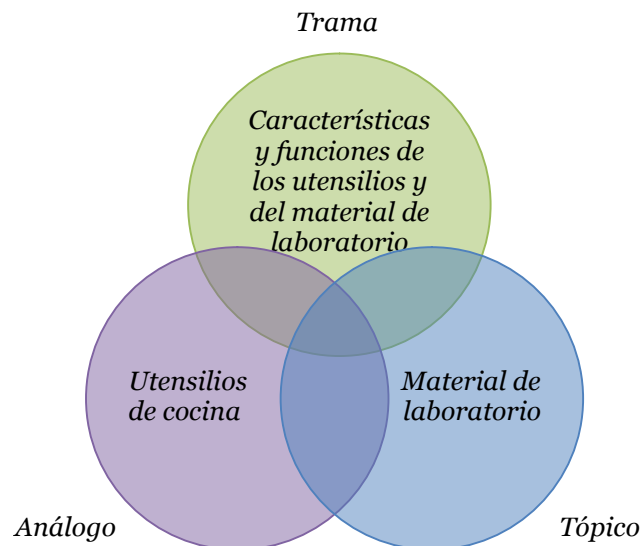 Trama
Características
y funciones de
los utensilios y
del material de
laboratorio
Utensilios
de cocina
Material de
laboratorio
Análogo
Tópico